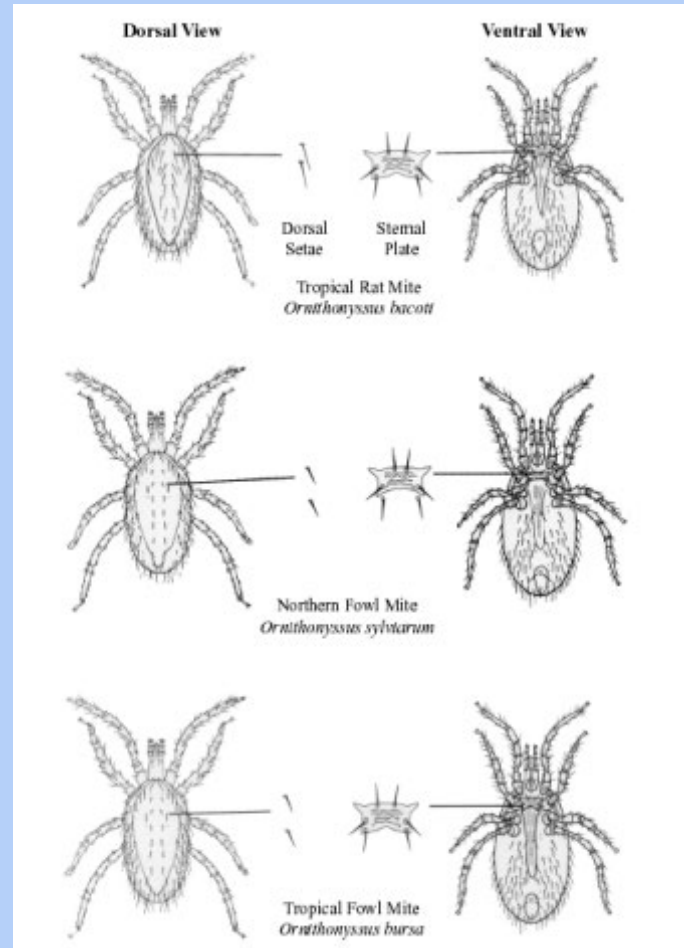 Dorsal View
Ventral View
Dorsal
Setae
Sternal
Plate
Tropical Rat Mite
Ornithonyssus bacoti
Northern Fowl Mite
Ornithonyssus sylviarum
Tropical Fowl Mite
Ornithonyssus bursa